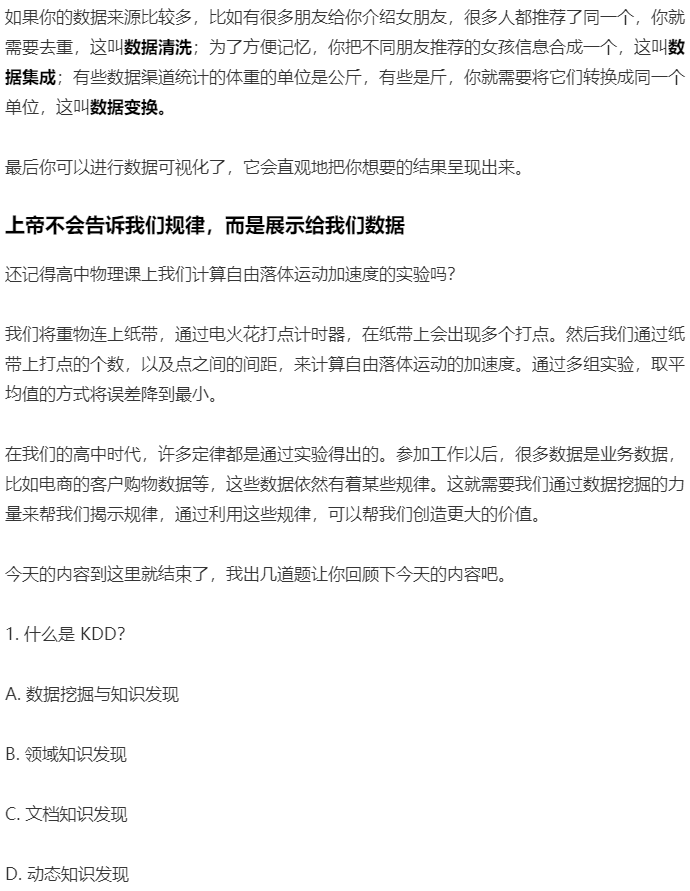 如果你的数据来源比较多，比如有很多朋友给你介绍女朋友，很多人都推荐了同一个，你就
需要去重，这叫数据清洗；为了方便记忆，你把不同朋友推荐的女孩信息合成一个，这叫数
据集成；有些数据渠道统计的体重的单位是公斤，有些是斤，你就需要将它们转换成同一个
单位，这叫数据变换。
最后你可以进行数据可视化了，它会直观地把你想要的结果呈现出来。
上帝不会告诉我们规律，而是展示给我们数据
还记得高中物理课上我们计算自由落体运动加速度的实验吗？
我们将重物连上纸带，通过电火花打点计时器，在纸带上会出现多个打点。然后我们通过纸
带上打点的个数，以及点之间的间距，来计算自由落体运动的加速度。通过多组实验，取平
均值的方式将误差降到最小。
在我们的高中时代，许多定律都是通过实验得出的。参加工作以后，很多数据是业务数据，
比如电商的客户购物数据等，这些数据依然有着某些规律。这就需要我们通过数据挖掘的力
量来帮我们揭示规律，通过利用这些规律，可以帮我们创造更大的价值。
今天的内容到这里就结束了，我出几道题让你回顾下今天的内容吧。
1. 什么是 KDD？
A. 数据挖掘与知识发现
B. 领域知识发现
C. 文档知识发现
D. 动态知识发现